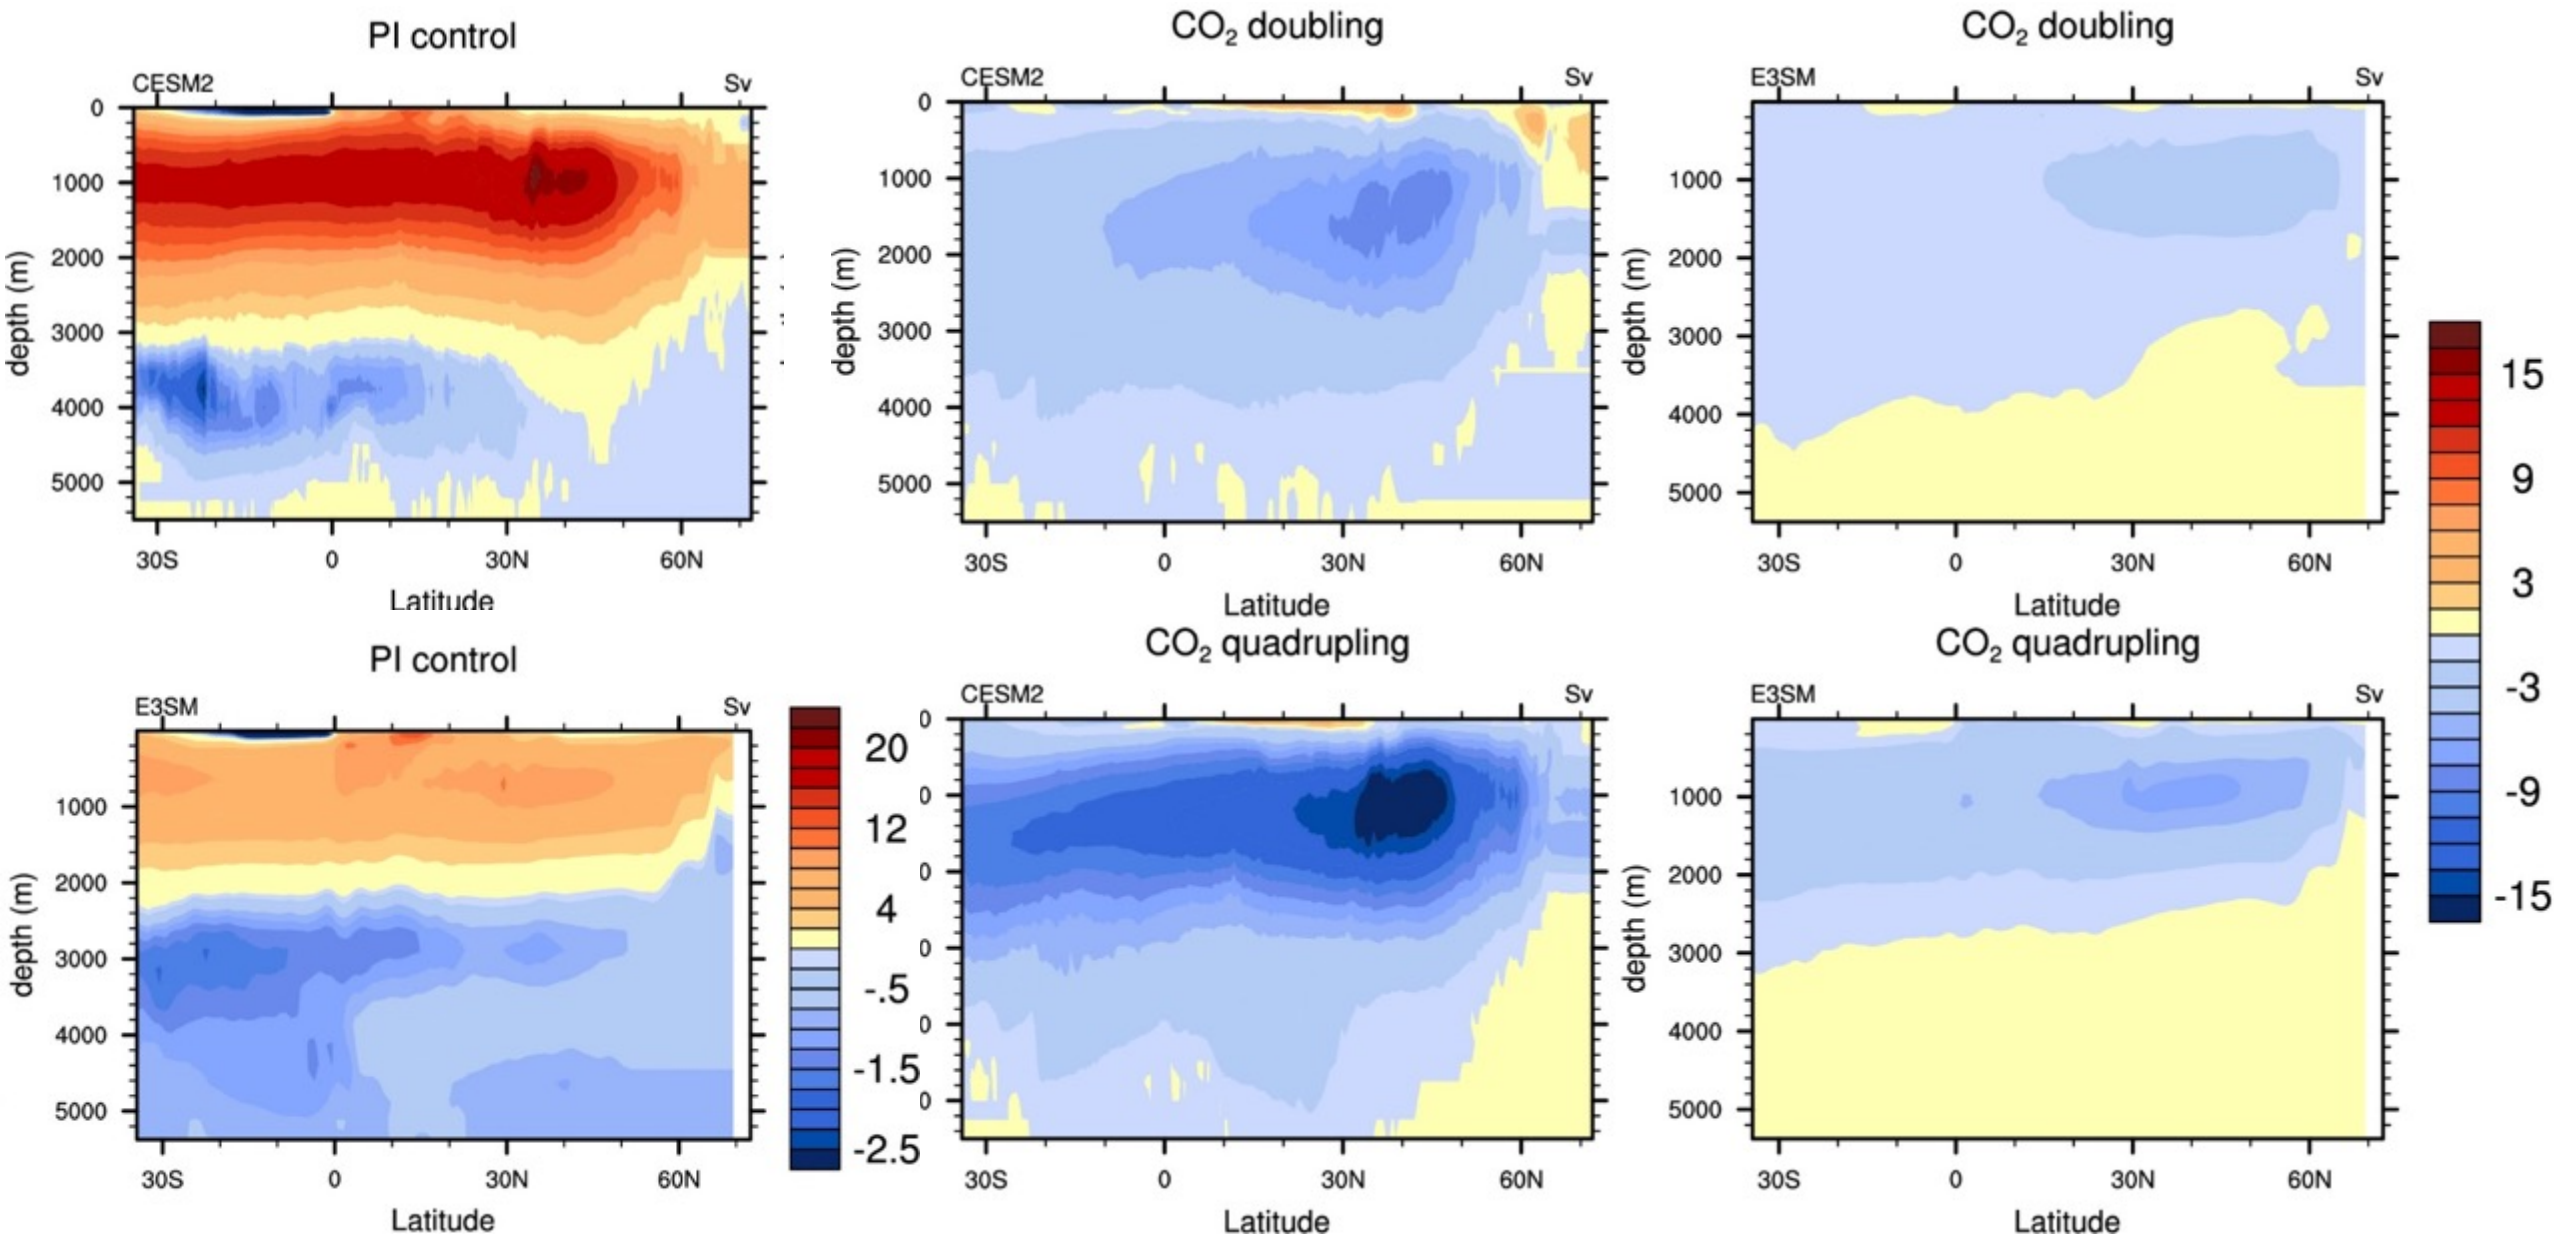 PI control
CESM2 Sv
0
1000
2000
3000
4000
5000
depth (m)
30S 0 30N 60N
Latitude
CO₂ doubling
CESM2 Sv
0
1000
2000
3000
4000
5000
depth (m)
30S 0 30N 60N
Latitude
CO₂ doubling
E3SM Sv
1000
2000
3000
4000
5000
depth (m)
30S 0 30N 60N
Latitude
15
9
3
-3
-9
-15
PI control
E3SM Sv
1000
2000
3000
4000
5000
depth (m)
30S 0 30N 60N
Latitude
20
12
4
-.5
-1.5
-2.5
CO₂ quadrupling
CESM2 Sv
0
0
0
0
0
0
30S 0 30N 60N
Latitude
CO₂ quadrupling
E3SM Sv
1000
2000
3000
4000
5000
depth (m)
30S 0 30N 60N
Latitude